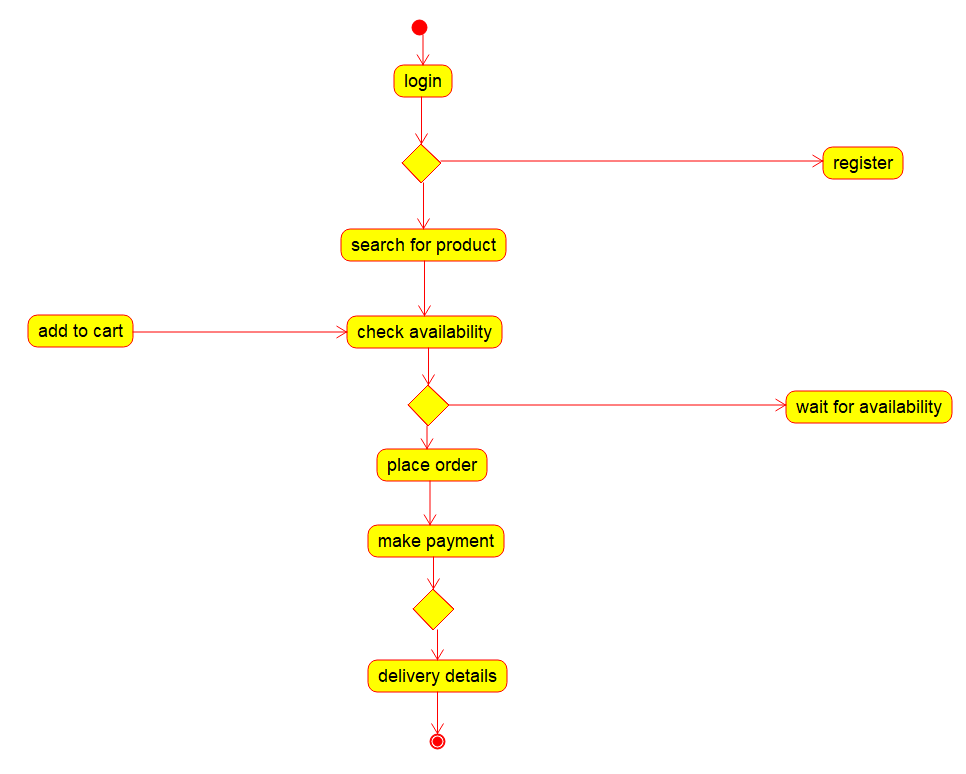 login
register
search for product
add to cart
check availability
wait for availability
place order
make payment
delivery details